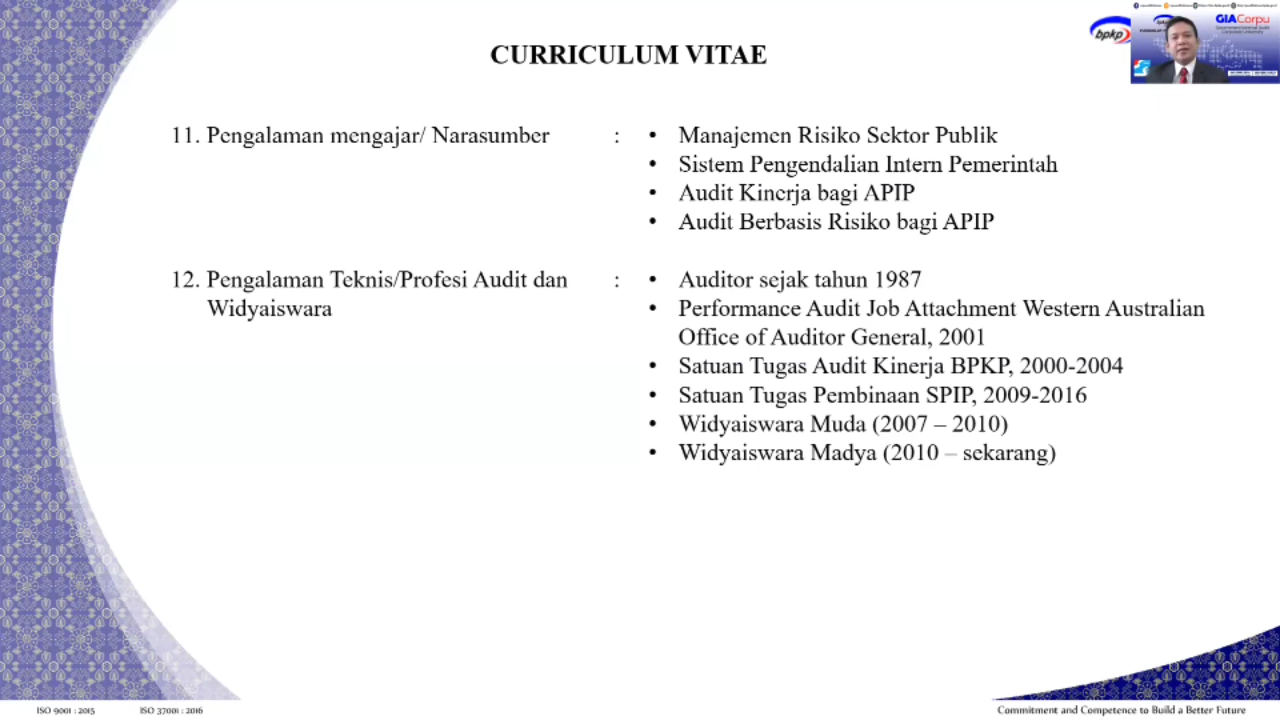 bpkp
GIACorpu
CURRICULUM VITAE
11. Pengalaman mengajar/ Narasumber : • Manajemen Risiko Sektor Publik
• Sistem Pengendalian Intern Pemerintah
• Audit Kinerja bagi APIP
• Audit Berbasis Risiko bagi APIP
12. Pengalaman Teknis/Profesi Audit dan : • Auditor sejak tahun 1987
Widyaiswara • Performance Audit Job Attachment Western Australian
Office of Auditor General, 2001
• Satuan Tugas Audit Kinerja BPKP, 2000-2004
• Satuan Tugas Pembinaan SPIP, 2009-2016
• Widyaiswara Muda (2007 – 2010)
• Widyaiswara Madya (2010 – sekarang)
ISO 9001 : 2015 ISO 37001 : 2016 Commitment and Competence to Build a Better Future